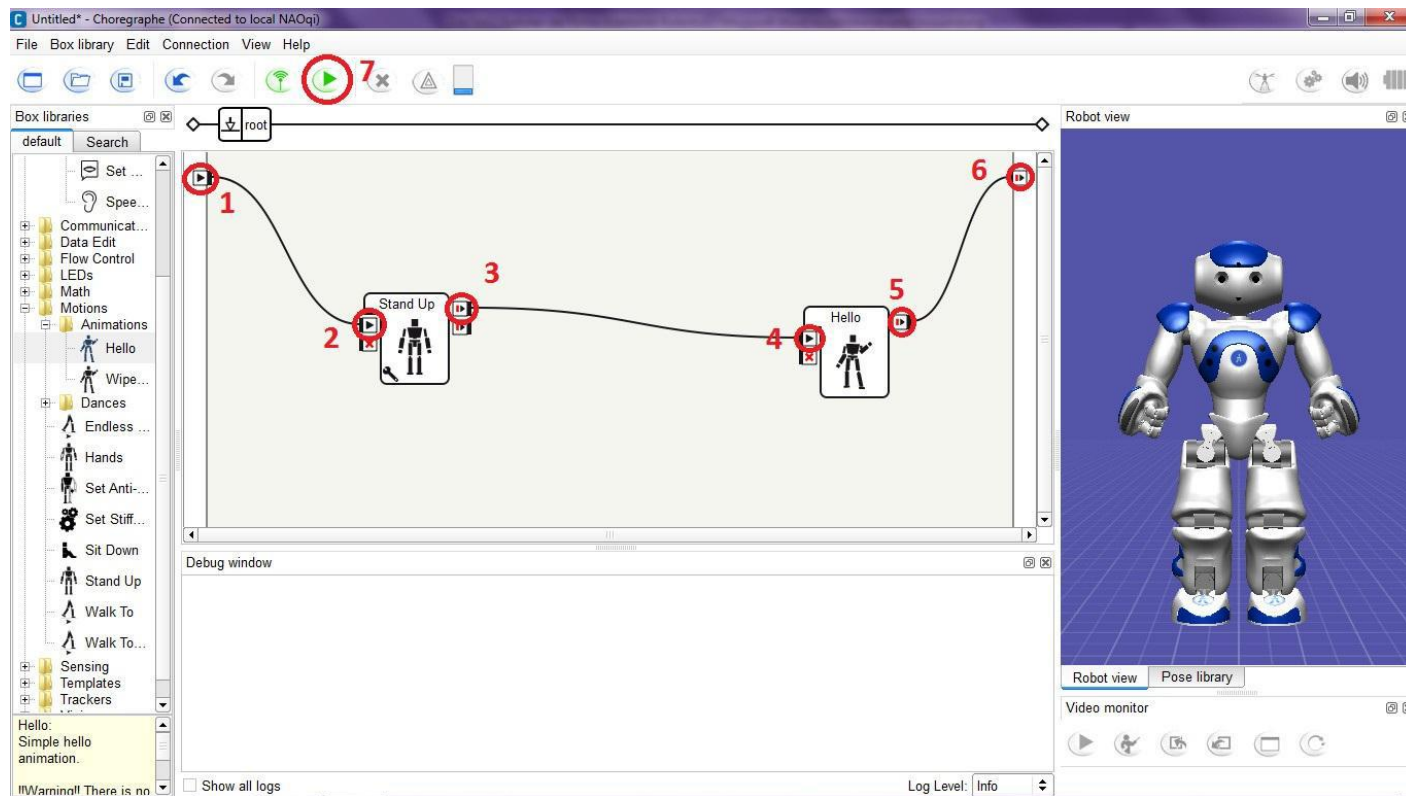 Untitled* - Choregraphe (Connected to local NAOqi)
File Box library Edit Connection View Help
7
Box libraries
default Search
Set ...
Spee...
Communicat...
Data Edit
Flow Control
LEDs
Math
Motions
Animations
Hello
Wipe...
Dances
Endless ...
Hands
Set Anti-...
Set Stiff...
Sit Down
Stand Up
Walk To
Walk To...
Sensing
Templates
Trackers
Hello:
Simple hello
animation.
!!Warning!! There is no
root
1
6
3
5
Stand Up
Hello
2
4
Debug window
Show all logs
Log Level: Info
Robot view
Robot view Pose library
Video monitor